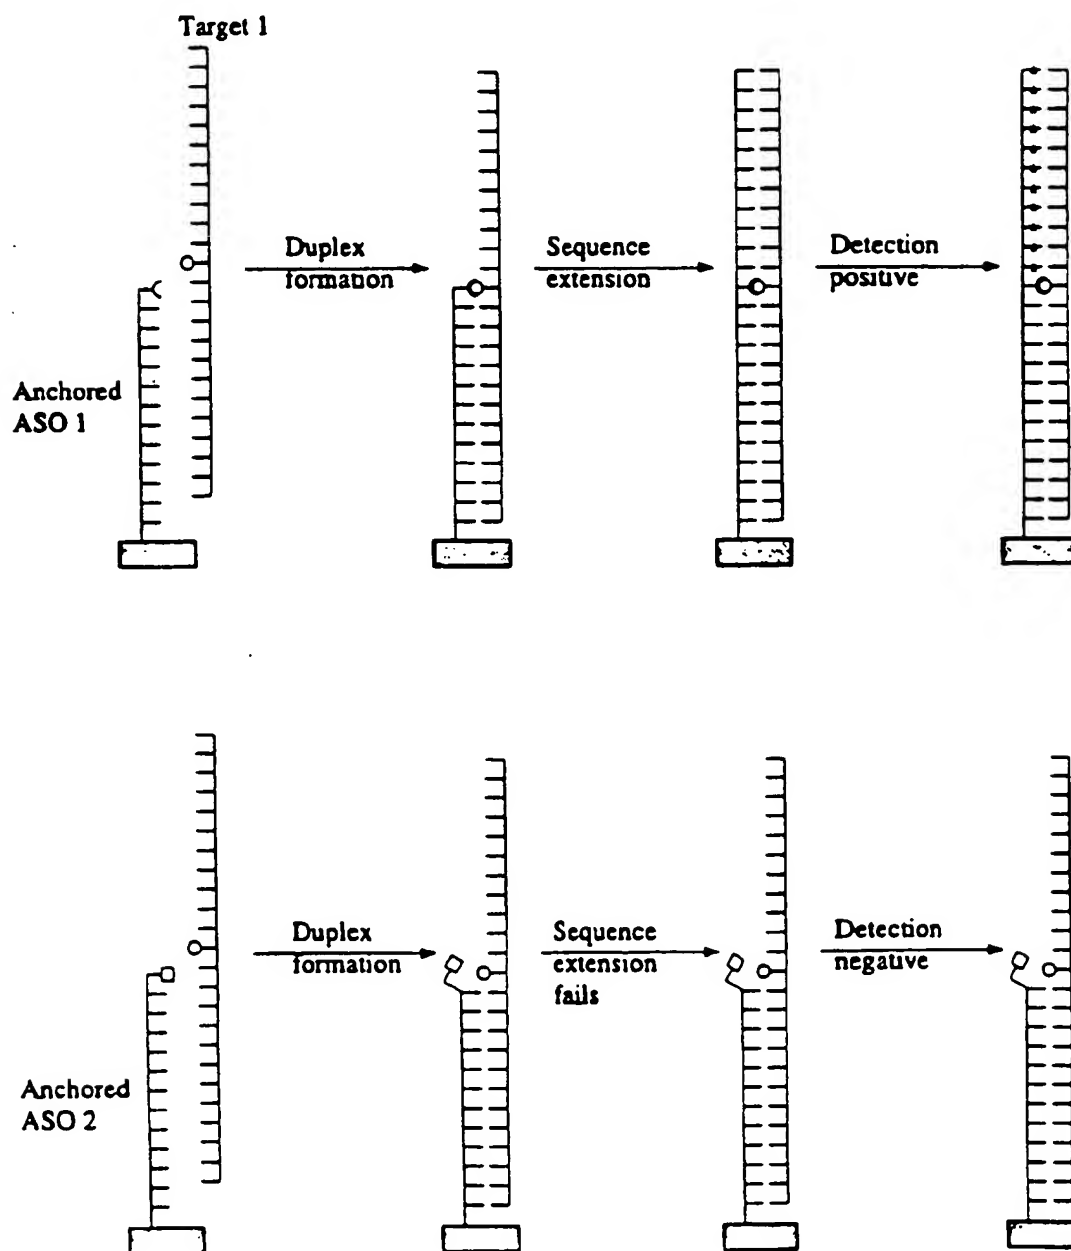 Target 1
Duplex
formation
Sequence
extension
Detection
positive
Anchored
ASO 1
Duplex
formation
Sequence
extension
fails
Detection
negative
Anchored
ASO 2